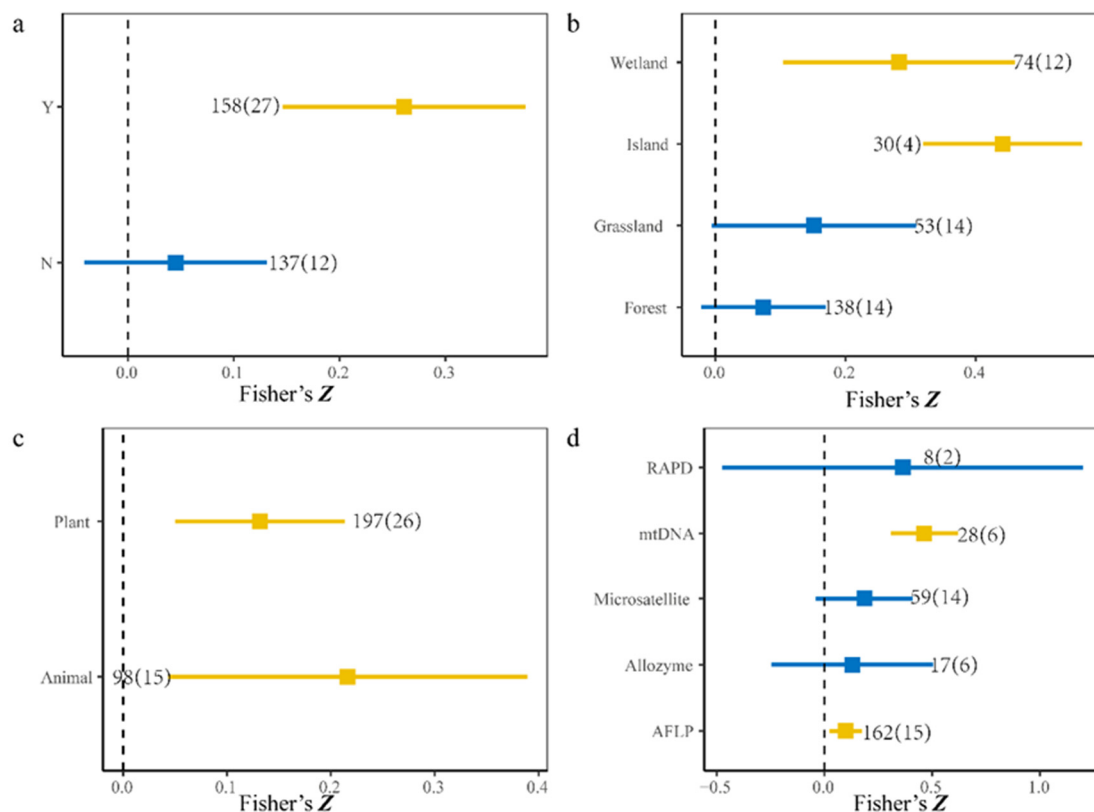 a
Y
158(27)
N
137(12)
0.0 0.1 0.2 0.3
Fisher's Z
b
Wetland
74(12)
Island
30(4)
Grassland
53(14)
Forest
138(14)
0.0 0.2 0.4
Fisher's Z
c
Plant
197(26)
Animal
98(15)
0.0 0.1 0.2 0.3 0.4
Fisher's Z
d
RAPD
8(2)
mtDNA
28(6)
Microsatellite
59(14)
Allozyme
17(6)
AFLP
162(15)
−0.5 0.0 0.5 1.0
Fisher's Z